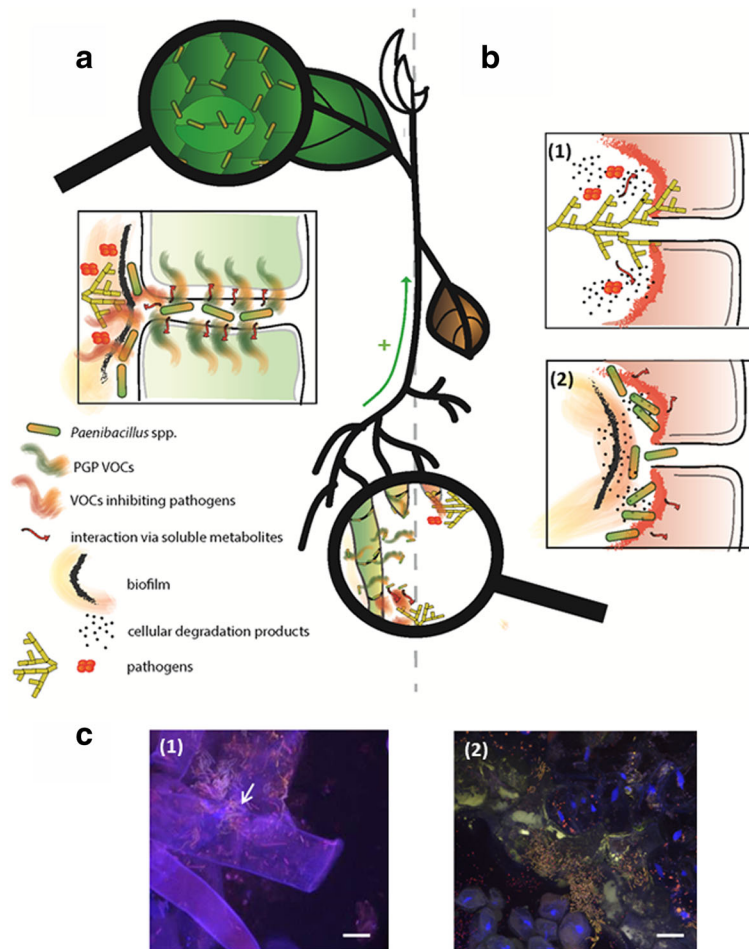 a
b
(1)
+
(2)
Paenibacillus spp.
PGP VOCs
VOCs inhibiting pathogens
interaction via soluble metabolites
biofilm
cellular degradation products
pathogens
c
(1)
(2)